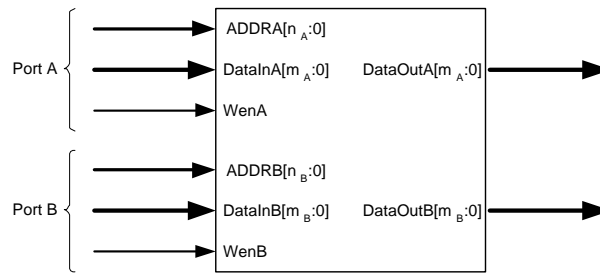 ADDRA[n A:0]
Port A DataInA[m A:0] DataOutA[m A:0]
WenA
ADDRB[n B:0]
Port B DataInB[m B:0] DataOutB[m B:0]
WenB